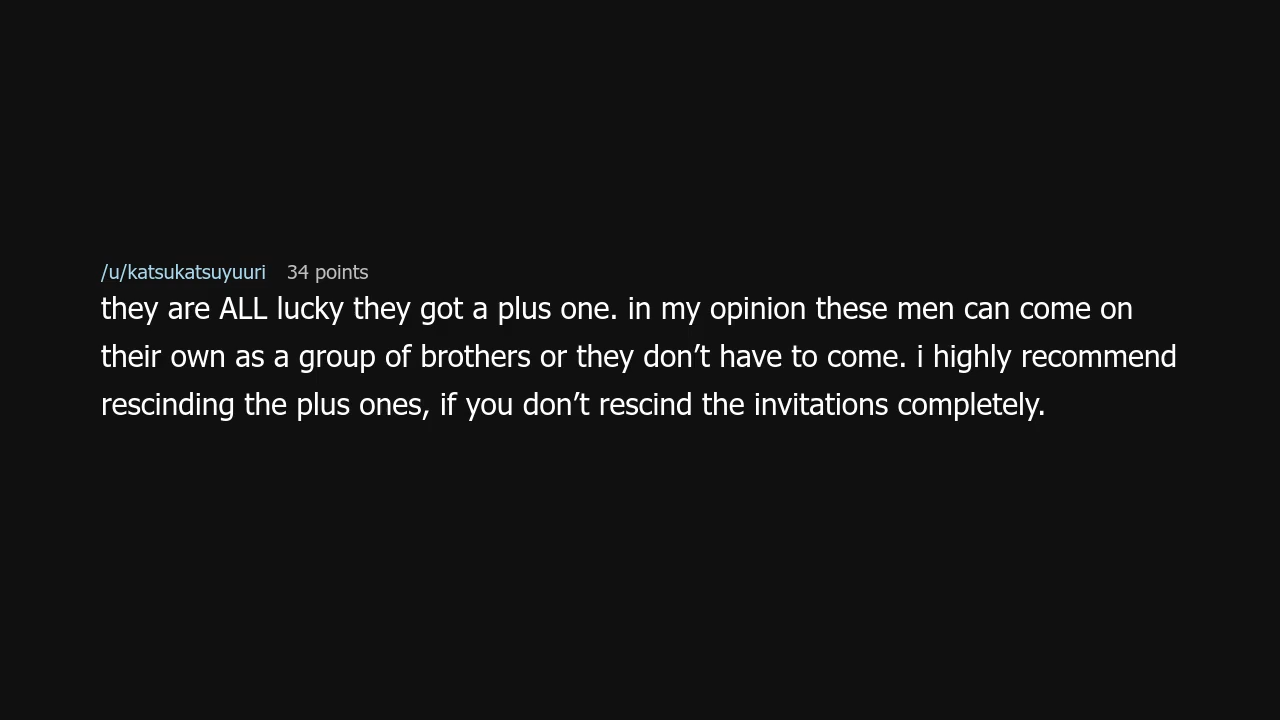 /u/katsukatsuyuuri 34 points
they are ALL lucky they got a plus one. in my opinion these men can come on
their own as a group of brothers or they don’t have to come. i highly recommend
rescinding the plus ones, if you don’t rescind the invitations completely.